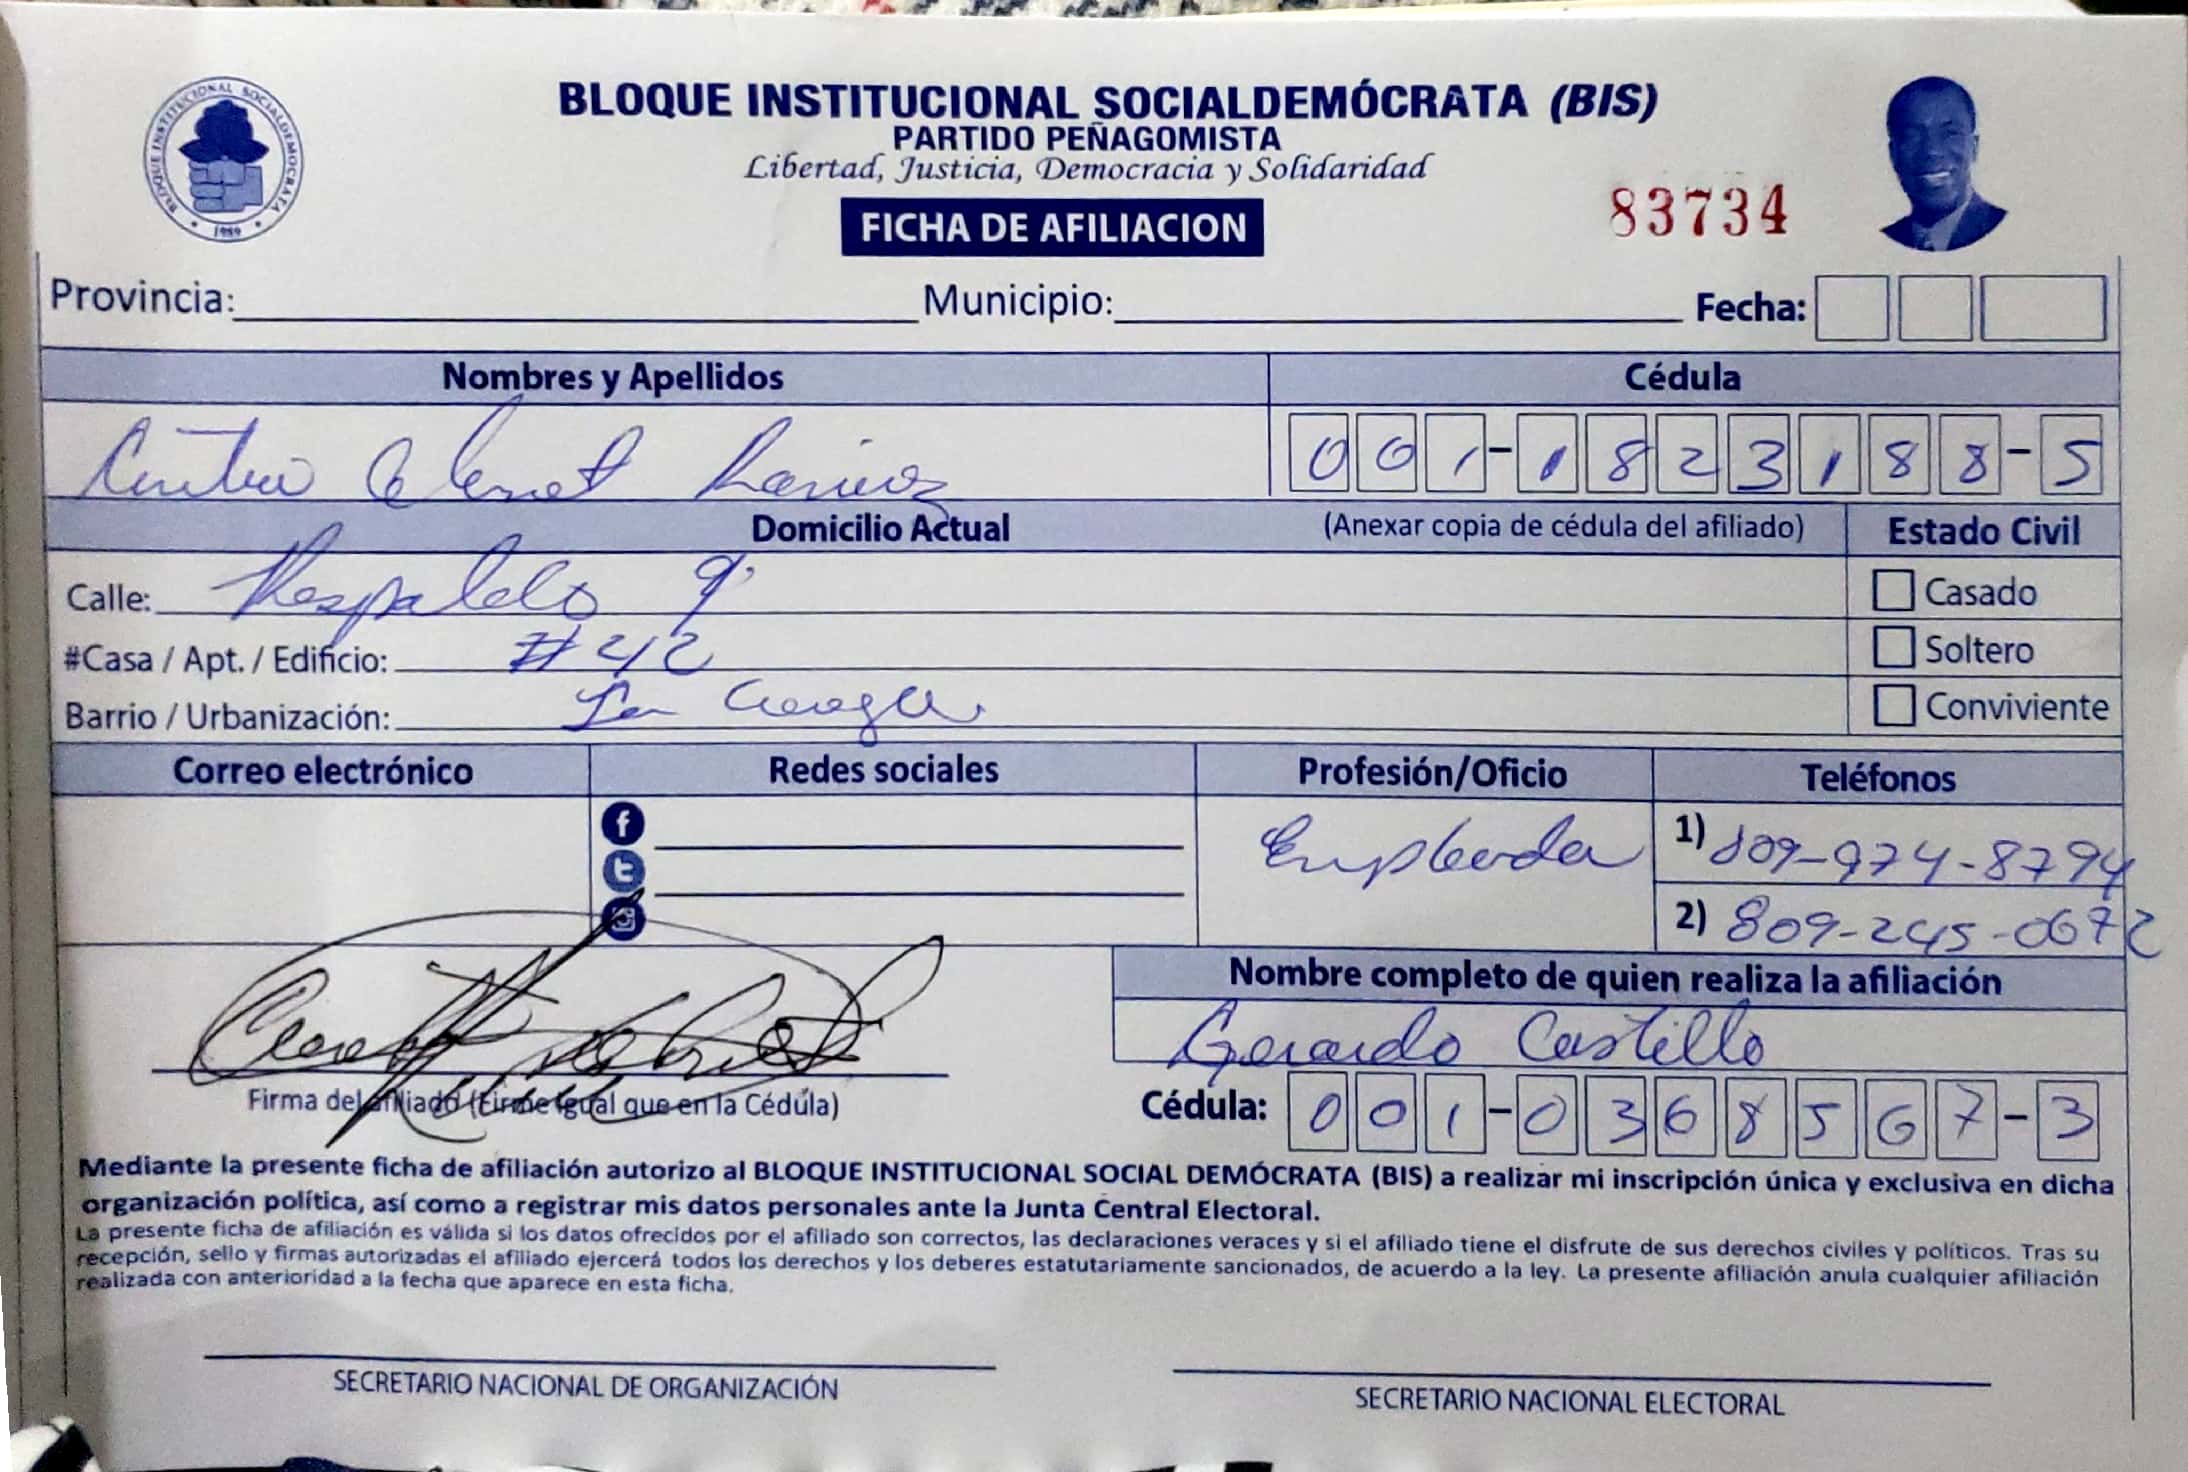 BLOQUE INSTITUCIONAL SOCIALDEMÓCRATA (BIS)
PARTIDO PEÑAGOMISTA
Libertad, Justicia, Democracia y Solidaridad
BLOQUE INSTITUCIONAL SOCIALDEMOCRATA
1989
FICHA DE AFILIACION
83734
Provincia: Municipio: Fecha:
Nombres y Apellidos Cédula
001-1823188-5
Domicilio Actual (Anexar copia de cédula del afiliado) Estado Civil
Calle: Respaldo 9 Casado
#Casa / Apt. / Edificio: #42 Soltero
Barrio / Urbanización: La Conviviente
Correo electrónico Redes sociales Profesión/Oficio Teléfonos
Empleada 1) 809-974-8794
2) 809-245-0672
Nombre completo de quien realiza la afiliación
Gerardo Castillo
Firma del afiliado (Firme igual que en la Cédula) Cédula: 001-0368567-3
Mediante la presente ficha de afiliación autorizo al BLOQUE INSTITUCIONAL SOCIAL DEMÓCRATA (BIS) a realizar mi inscripción única y exclusiva en dicha
organización política, así como a registrar mis datos personales ante la Junta Central Electoral.
La presente ficha de afiliación es válida si los datos ofrecidos por el afiliado son correctos, las declaraciones veraces y si el afiliado tiene el disfrute de sus derechos civiles y políticos. Tras su
recepción, sello y firmas autorizadas el afiliado ejercerá todos los derechos y los deberes estatutariamente sancionados, de acuerdo a la ley. La presente afiliación anula cualquier afiliación
realizada con anterioridad a la fecha que aparece en esta ficha.
SECRETARIO NACIONAL DE ORGANIZACIÓN SECRETARIO NACIONAL ELECTORAL